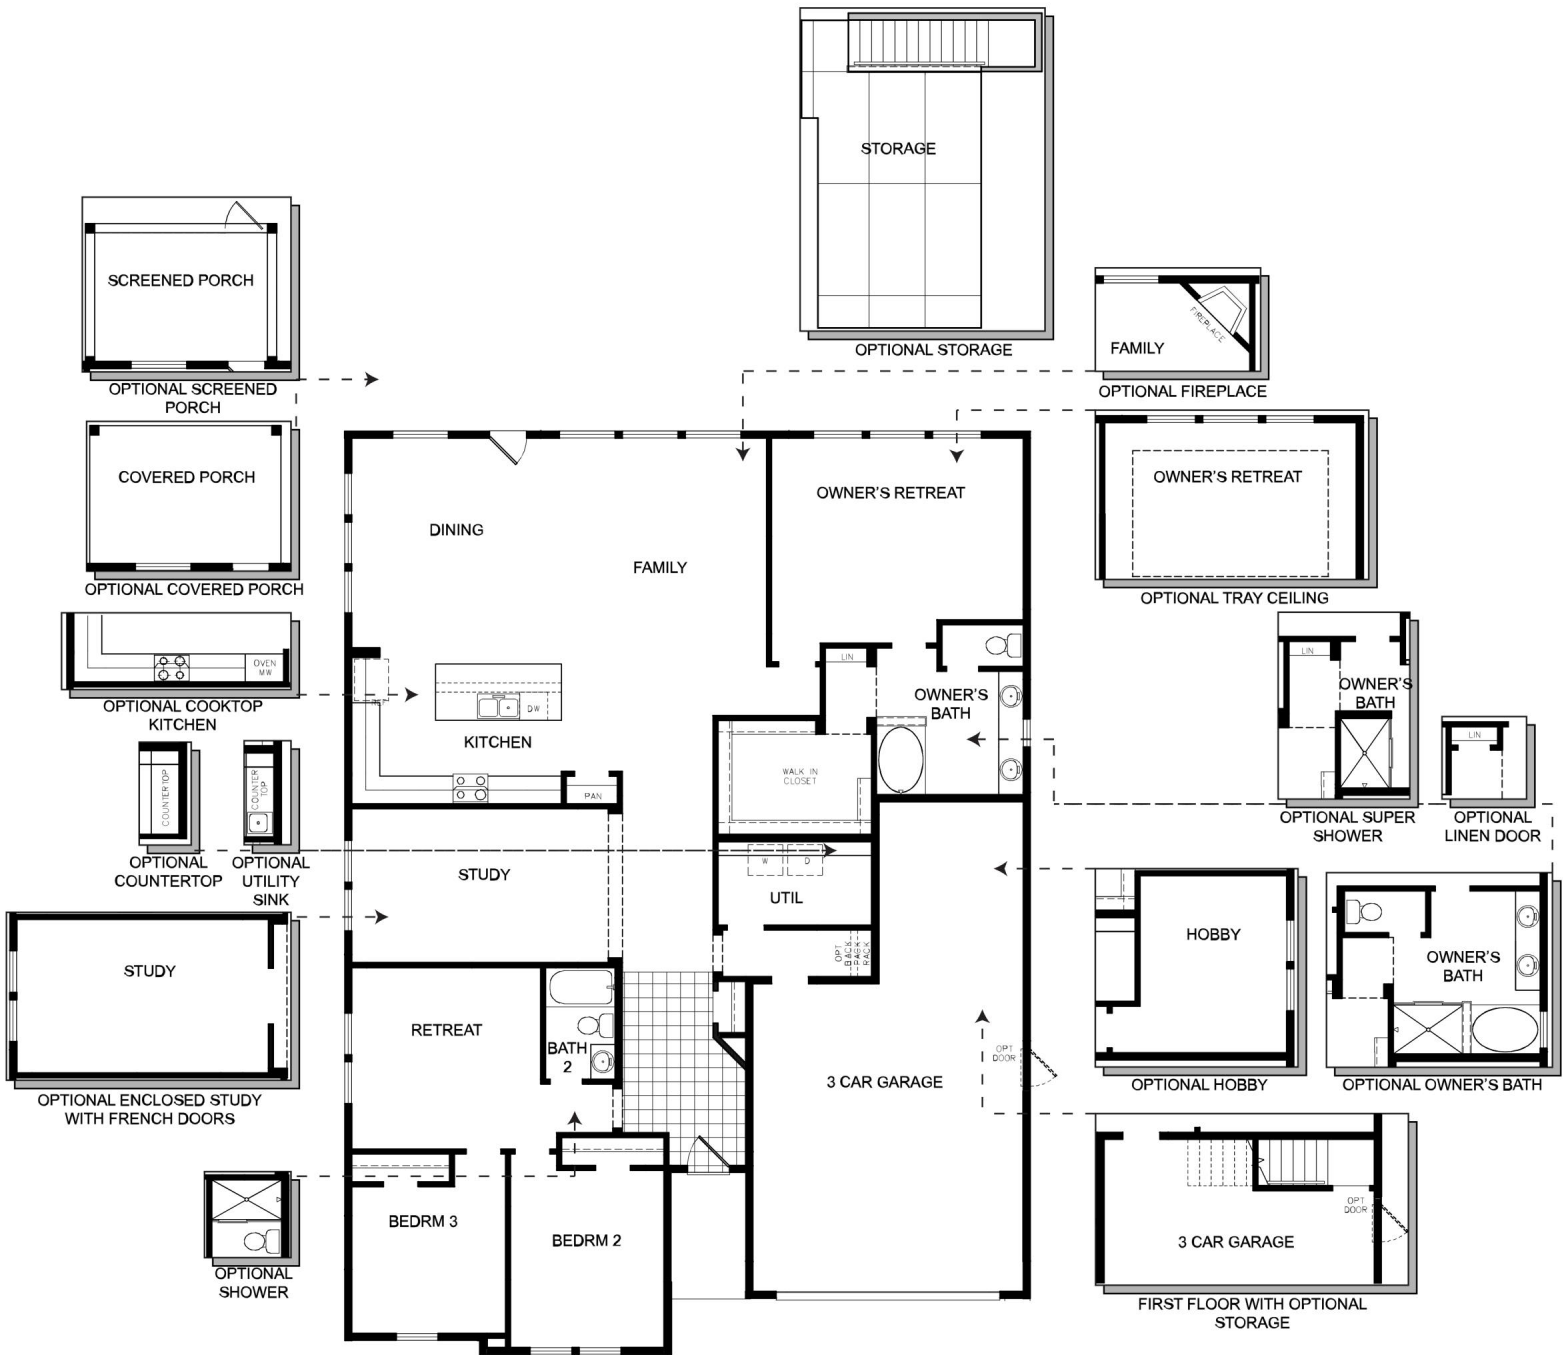 STORAGE
OPTIONAL STORAGE
SCREENED PORCH
OPTIONAL SCREENED
PORCH
FIREPLACE
FAMILY
OPTIONAL FIREPLACE
COVERED PORCH
OPTIONAL COVERED PORCH
OWNER'S RETREAT
OPTIONAL TRAY CEILING
OVEN
MW
OPTIONAL COOKTOP
KITCHEN
COUNTERTOP
OPTIONAL
COUNTERTOP
COUNTER
TOP
OPTIONAL
UTILITY
SINK
STUDY
OPTIONAL ENCLOSED STUDY
WITH FRENCH DOORS
OPTIONAL
SHOWER
OWNER'S RETREAT
DINING
FAMILY
REF
DW
KITCHEN
PAN
LIN
OWNER'S
BATH
WALK IN
CLOSET
STUDY
W
D
UTIL
OPT
BACK
PACK
RACK
RETREAT
BATH
2
3 CAR GARAGE
OPT
DOOR
BEDRM 3
BEDRM 2
LIN
OWNER'S
BATH
OPTIONAL SUPER
SHOWER
LIN
OPTIONAL
LINEN DOOR
HOBBY
OPTIONAL HOBBY
OWNER'S
BATH
OPTIONAL OWNER'S BATH
OPT
DOOR
3 CAR GARAGE
FIRST FLOOR WITH OPTIONAL
STORAGE